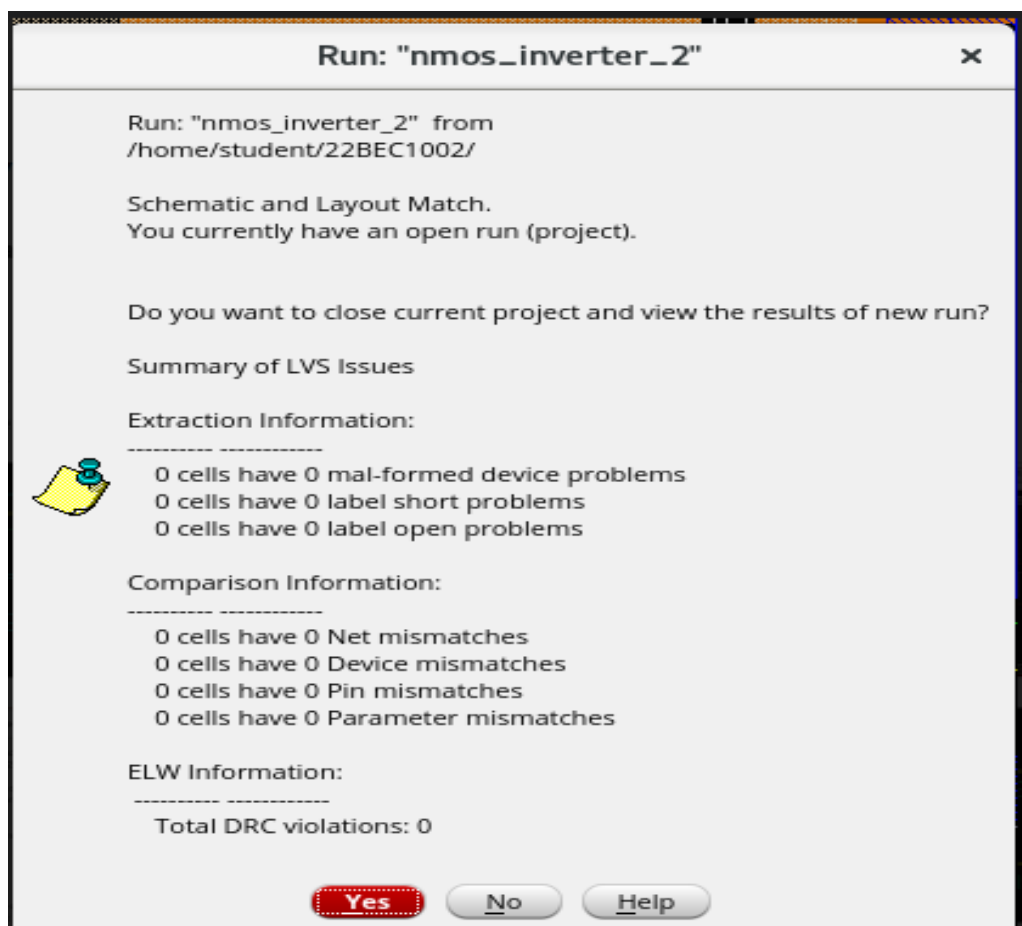 Run: "nmos_inverter_2"
Run: "nmos_inverter_2" from
/home/student/22BEC1002/
Schematic and Layout Match.
You currently have an open run (project).
Do you want to close current project and view the results of new run?
Summary of LVS Issues
Extraction Information:
---------- ------------
0 cells have 0 mal-formed device problems
0 cells have 0 label short problems
0 cells have 0 label open problems
Comparison Information:
---------- ------------
0 cells have 0 Net mismatches
0 cells have 0 Device mismatches
0 cells have 0 Pin mismatches
0 cells have 0 Parameter mismatches
ELW Information:
---------- ------------
Total DRC violations: 0
Yes No Help